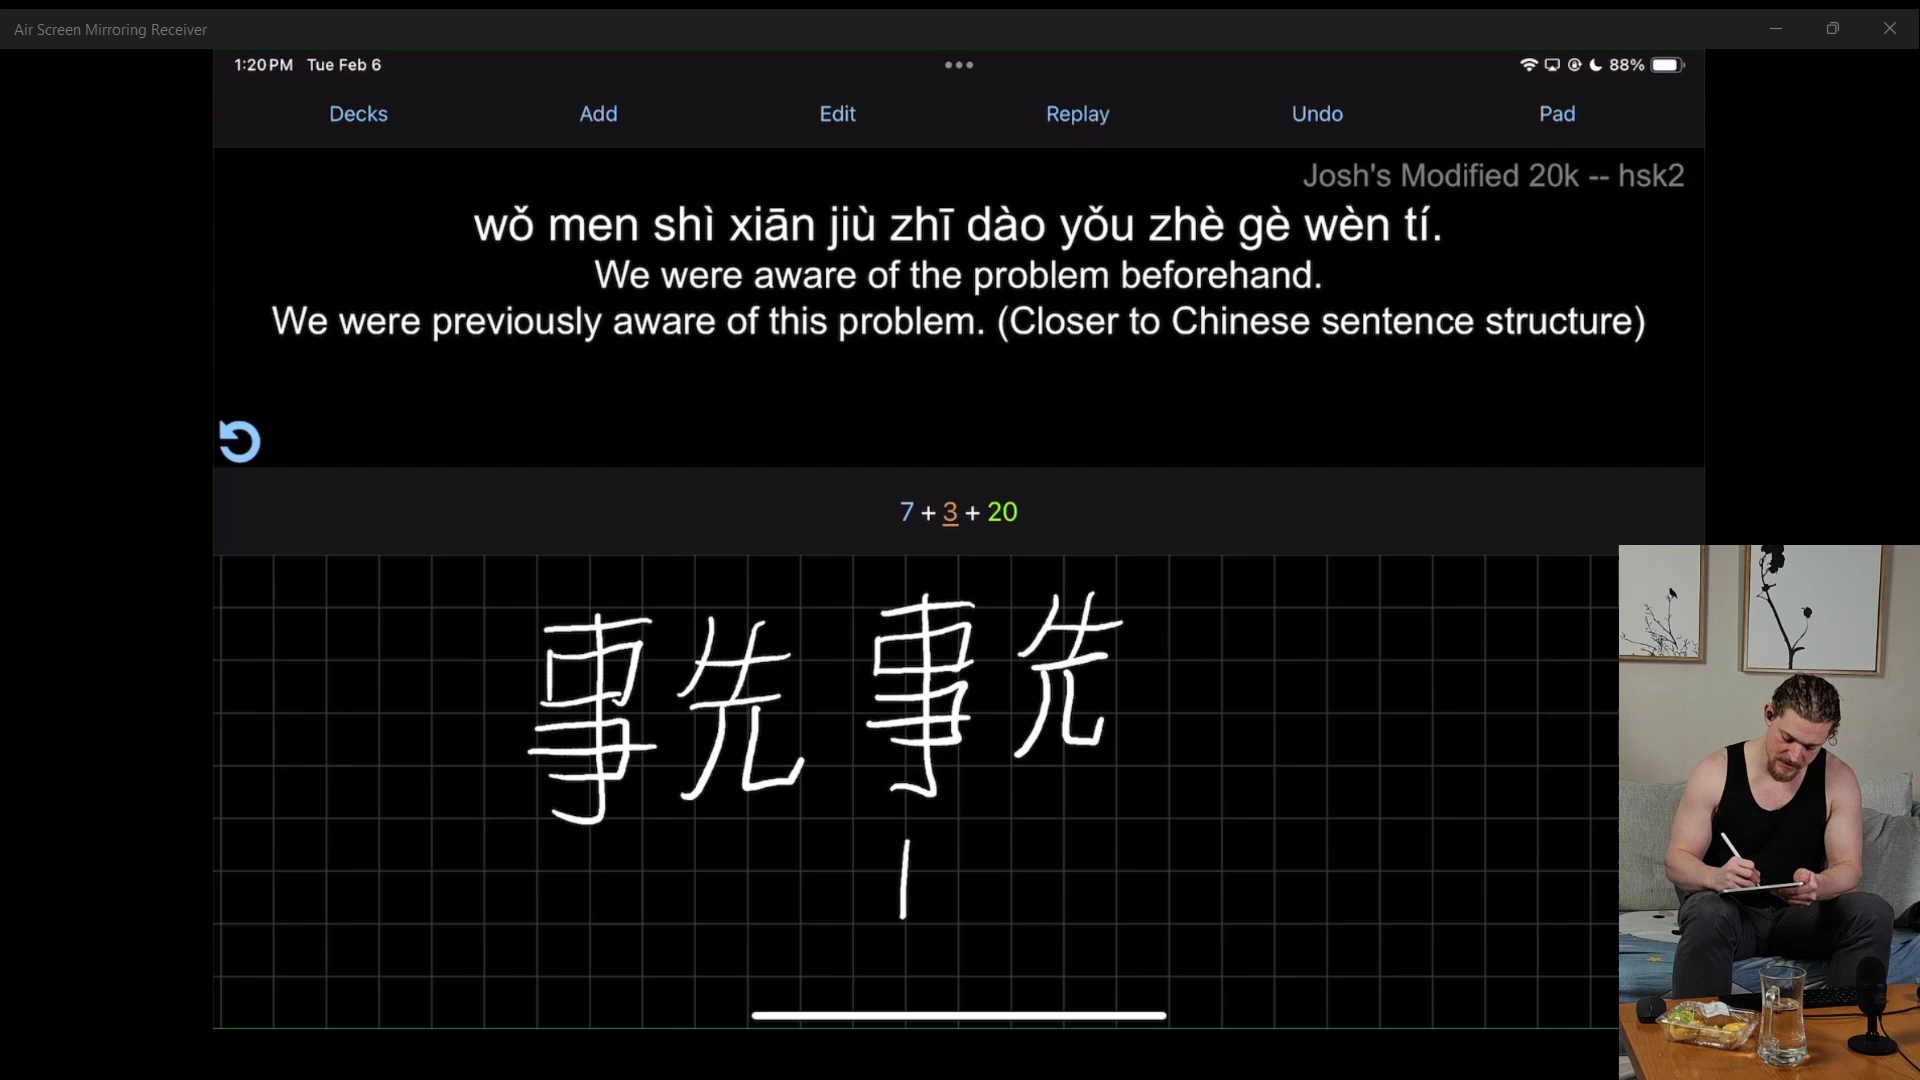 Air Screen Mirroring Receiver
1:20 PM Tue Feb 6
88%
Decks Add Edit Replay Undo Pad
Josh's Modified 20k -- hsk2
wǒ men shì xiān jiù zhī dào yǒu zhè gè wèn tí.
We were aware of the problem beforehand.
We were previously aware of this problem. (Closer to Chinese sentence structure)
7 + 3 + 20
事先 事先